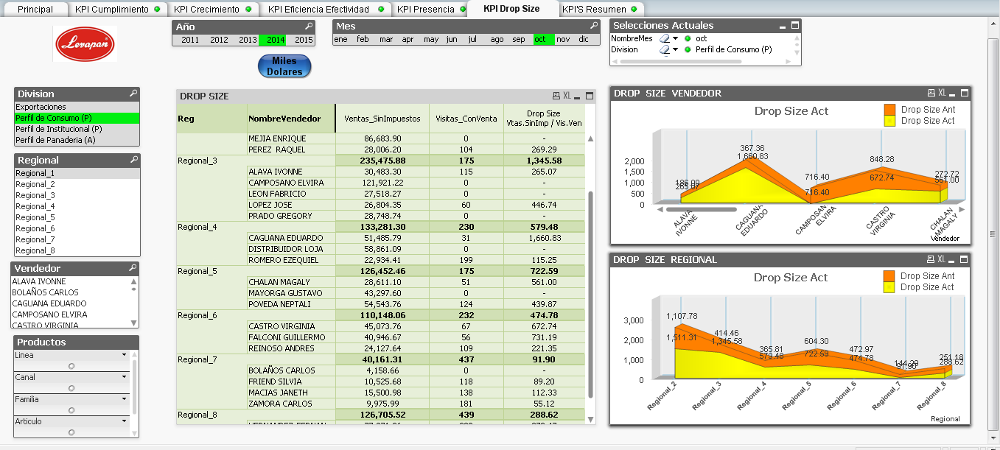 Principal
KPI Cumplimiento
KPI Crecimiento
KPI Eficiencia Efectividad
KPI Presencia
KPI Drop Size
KPI'S Resumen
Levapan
Año
2011 2012 2013 2014 2015
Miles
Dolares
Mes
ene feb mar apr may jun jul ago sep oct nov dic
Selecciones Actuales
NombreMes oct
Division Perfil de Consumo (P)
Division
Exportaciones
Perfil de Consumo (P)
Perfil de Institucional (P)
Perfil de Panaderia (A)
Regional
Regional_1
Regional_2
Regional_3
Regional_4
Regional_5
Regional_6
Regional_7
Regional_8
Vendedor
ALAVA IVONNE
BOLAÑOS CARLOS
CAGUANA EDUARDO
CAMPOSANO ELVIRA
CASTRO VIRGINIA
Productos
Linea
Canal
Familia
Articulo
DROP SIZE XL
Reg NombreVendedor Ventas_SinImpuestos Visitas_ConVenta Drop Size
Vtas.SinImp / Vis.Ven
MEJIA ENRIQUE 86,683.90 0 -
PEREZ RAQUEL 28,006.20 104 269.29
Regional_3 235,475.88 175 1,345.58
ALAVA IVONNE 30,483.30 115 265.07
CAMPOSANO ELVIRA 121,921.22 0 -
LEON FABRICIO 27,518.27 0 -
LOPEZ JOSE 26,804.35 60 446.74
PRADO GREGORY 28,748.74 0 -
Regional_4 133,281.30 230 579.48
CAGUANA EDUARDO 51,485.79 31 1,660.83
DISTRIBUIDOR LOJA 58,861.09 0 -
ROMERO EZEQUIEL 22,934.41 199 115.25
Regional_5 126,452.46 175 722.59
CHALAN MAGALY 28,611.10 51 561.00
MAYORGA GUSTAVO 43,297.60 0 -
POVEDA NEPTALI 54,543.76 124 439.87
Regional_6 110,148.06 232 474.78
CASTRO VIRGINIA 45,073.76 67 672.74
FALCONI GUILLERMO 40,946.67 56 731.19
REINOSO ANDRES 24,127.64 109 221.35
Regional_7 40,161.31 437 91.90
BOLAÑOS CARLOS 4,158.66 0 -
FRIEND SILVIA 10,525.68 118 89.20
MACIAS JANETH 15,500.98 138 112.33
ZAMORA CARLOS 9,975.99 181 55.12
Regional_8 126,705.52 439 288.62
DROP SIZE VENDEDOR XL
Drop Size Act
Drop Size Ant
Drop Size Act
2,000
1,500
1,000
500
0
265.07
367.36
1,660.83
716.40
716.40
848.28
672.74
272.72
561.00
ALAVA
IVONNE
CAGUANA
EDUARDO
CAMPOSAN
ELVIRA
CASTRO
VIRGINIA
CHALAN
MAGALY
Vendedor
DROP SIZE REGIONAL XL
Drop Size Act
Drop Size Ant
Drop Size Act
3,000
2,000
1,000
0
1,107.78
1,511.31
414.46
1,345.58
365.81
579.48
604.30
722.59
472.97
474.78
91.90
251.18
288.62
Regional_2
Regional_3
Regional_4
Regional_5
Regional_6
Regional_7
Regional_8
Regional